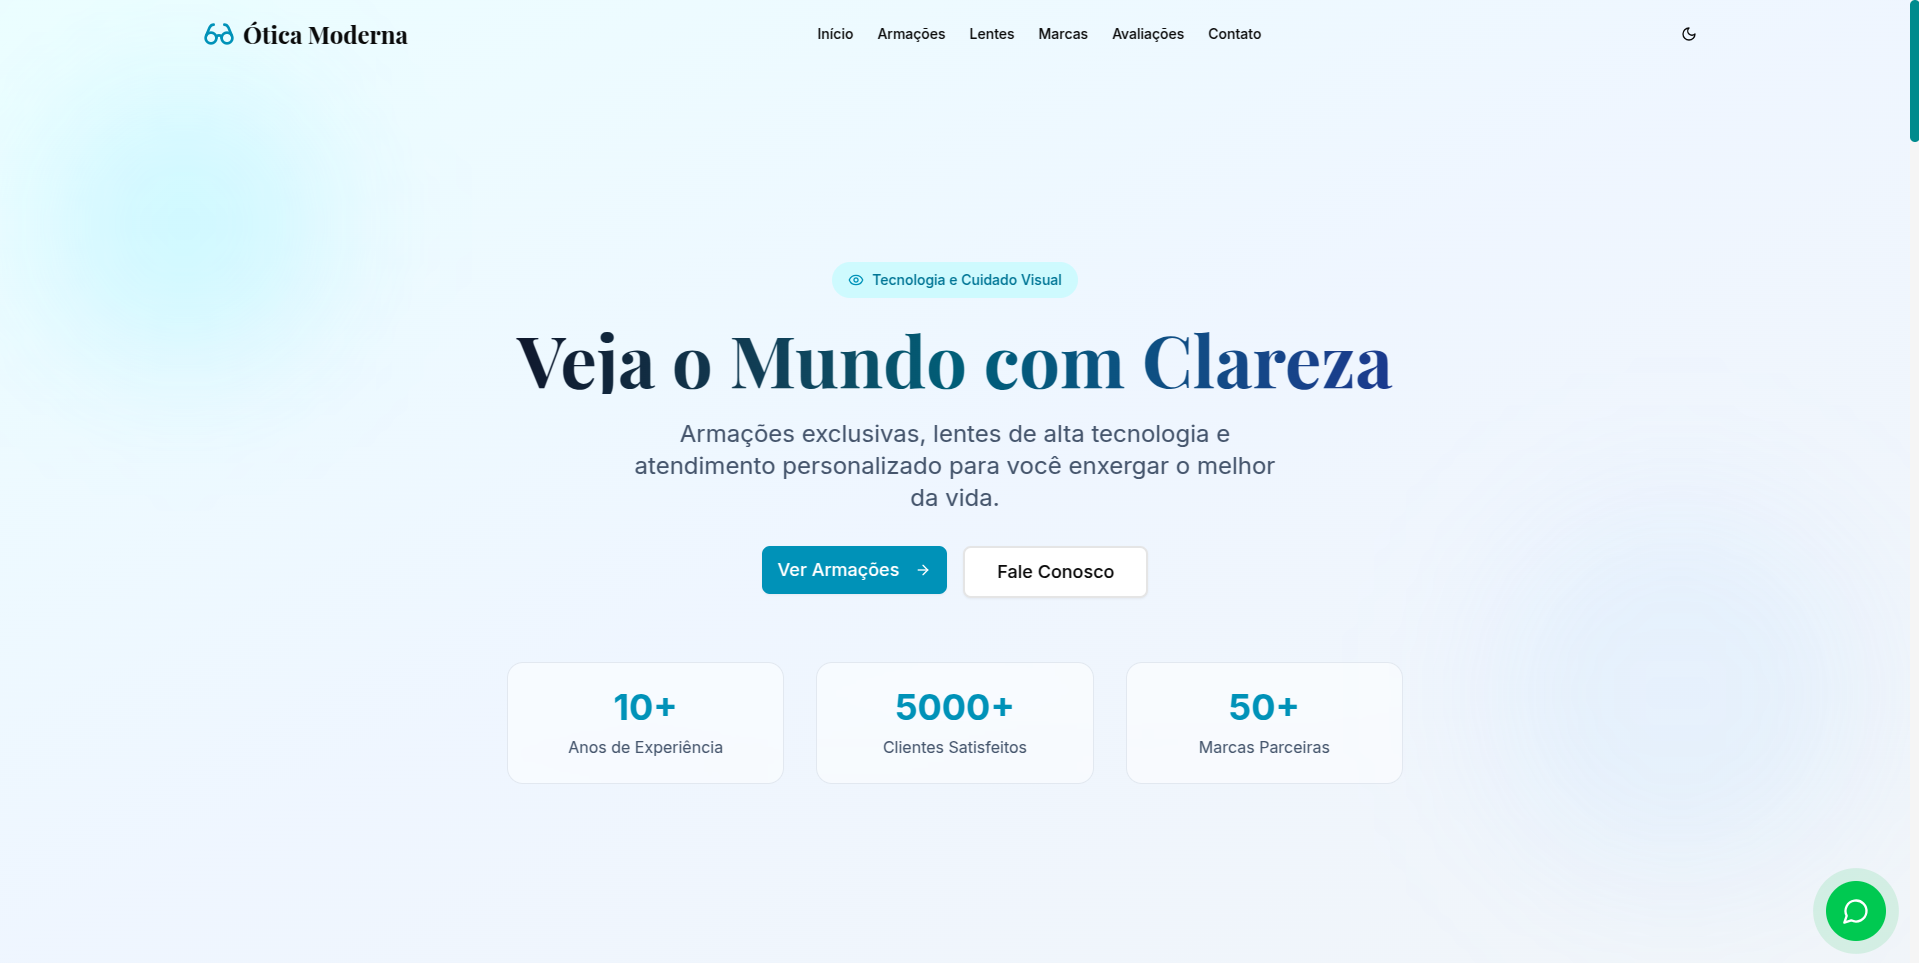 Ótica Moderna
Início Armações Lentes Marcas Avaliações Contato
Tecnologia e Cuidado Visual
Veja o Mundo com Clareza
Armações exclusivas, lentes de alta tecnologia e
atendimento personalizado para você enxergar o melhor
da vida.
Ver Armações
Fale Conosco
10+
Anos de Experiência
5000+
Clientes Satisfeitos
50+
Marcas Parceiras